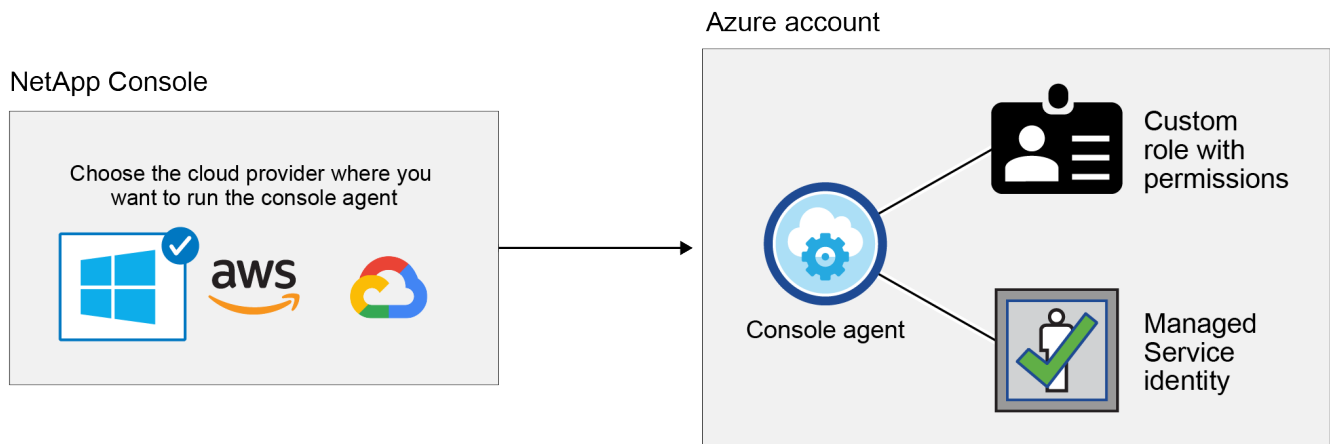 Azure account
NetApp Console
Choose the cloud provider where you
want to run the console agent
aws
Console agent
Custom
role with
permissions
Managed
Service
identity